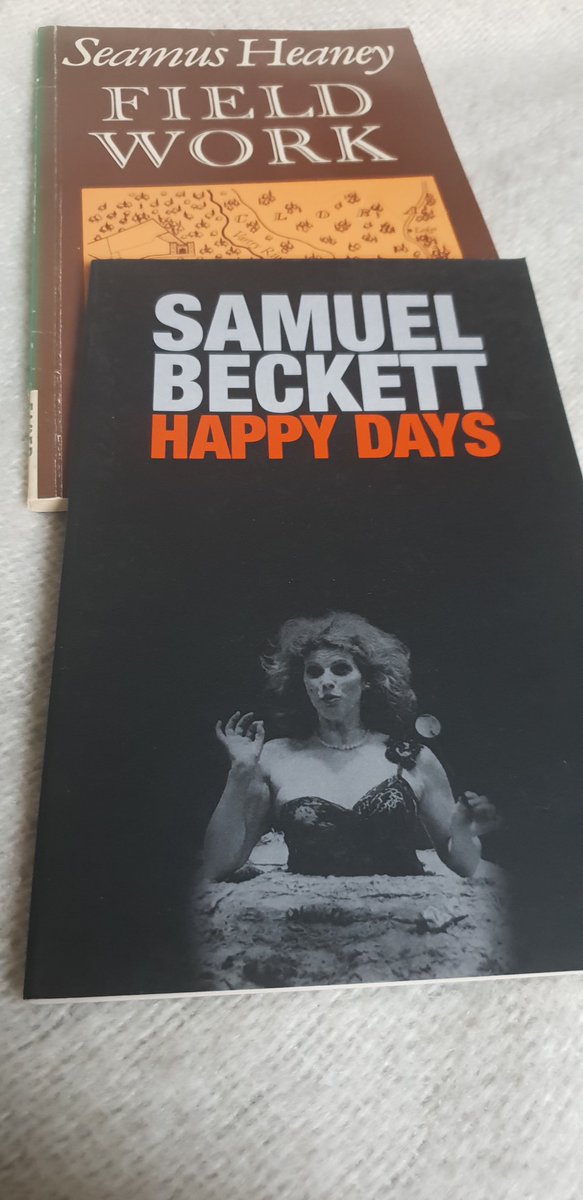 Seamus Heaney
FIELD
WORK
SAMUEL
BECKETT
HAPPY DAYS